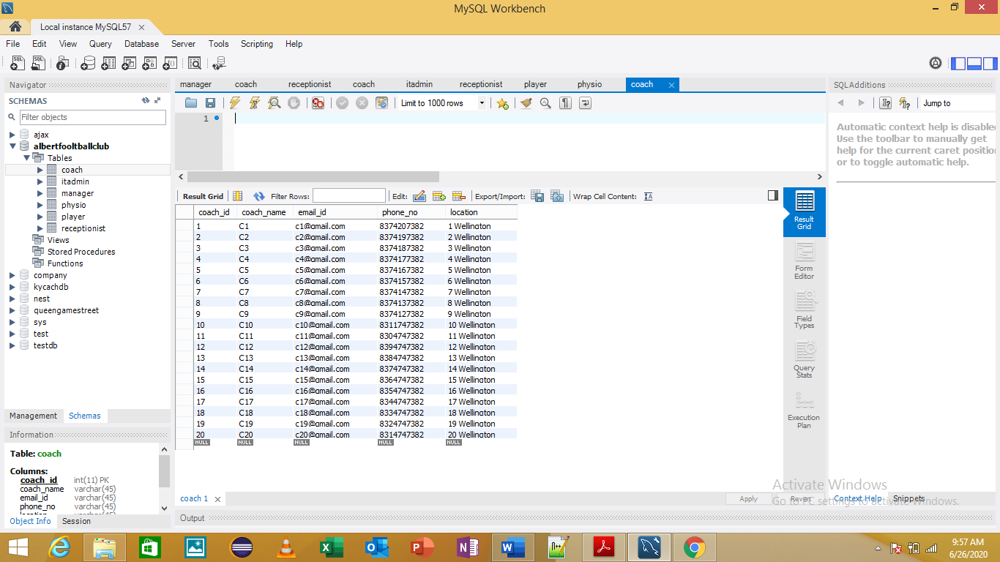 MySQL Workbench
Local instance MySQL57
File Edit View Query Database Server Tools Scripting Help
Navigator
SCHEMAS
Filter objects
ajax
albertfooltballclub
Tables
coach
itadmin
manager
physio
player
receptionist
Views
Stored Procedures
Functions
company
kycachdb
nest
queengamestreet
sys
test
testdb
Management Schemas
Information
Table: coach
Columns:
coach_id int(11) PK
coach_name varchar(45)
email_id varchar(45)
phone_no varchar(45)
Object Info Session
manager coach receptionist coach itadmin receptionist player physio coach
Limit to 1000 rows
1
Result Grid Filter Rows: Edit: Export/Import: Wrap Cell Content:
coach_id coach_name email_id phone_no location
1 C1 c1@gmail.com 8374207382 1 Wellington
2 C2 c2@gmail.com 8374197382 2 Wellington
3 C3 c3@gmail.com 8374187382 3 Wellington
4 C4 c4@gmail.com 8374177382 4 Wellington
5 C5 c5@gmail.com 8374167382 5 Wellington
6 C6 c6@gmail.com 8374157382 6 Wellington
7 C7 c7@gmail.com 8374147382 7 Wellington
8 C8 c8@gmail.com 8374137382 8 Wellington
9 C9 c9@gmail.com 8374127382 9 Wellington
10 C10 c10@gmail.com 8311747382 10 Wellington
11 C11 c11@gmail.com 8304747382 11 Wellington
12 C12 c12@gmail.com 8394747382 12 Wellington
13 C13 c13@gmail.com 8384747382 13 Wellington
14 C14 c14@gmail.com 8374747382 14 Wellington
15 C15 c15@gmail.com 8364747382 15 Wellington
16 C16 c16@gmail.com 8354747382 16 Wellington
17 C17 c17@gmail.com 8344747382 17 Wellington
18 C18 c18@gmail.com 8334747382 18 Wellington
19 C19 c19@gmail.com 8324747382 19 Wellington
20 C20 c20@gmail.com 8314747382 20 Wellington
NULL NULL NULL NULL NULL
Result
Grid
Form
Editor
Field
Types
Query
Stats
Execution
Plan
coach 1
Apply Revert
Output
SQLAdditions
Jump to
Automatic context help is disabled
Use the toolbar to manually get
help for the current caret position
or to toggle automatic help.
Context Help Snippets
Activate Windows
Go to PC settings to activate Windows.
9:57 AM
6/26/2020